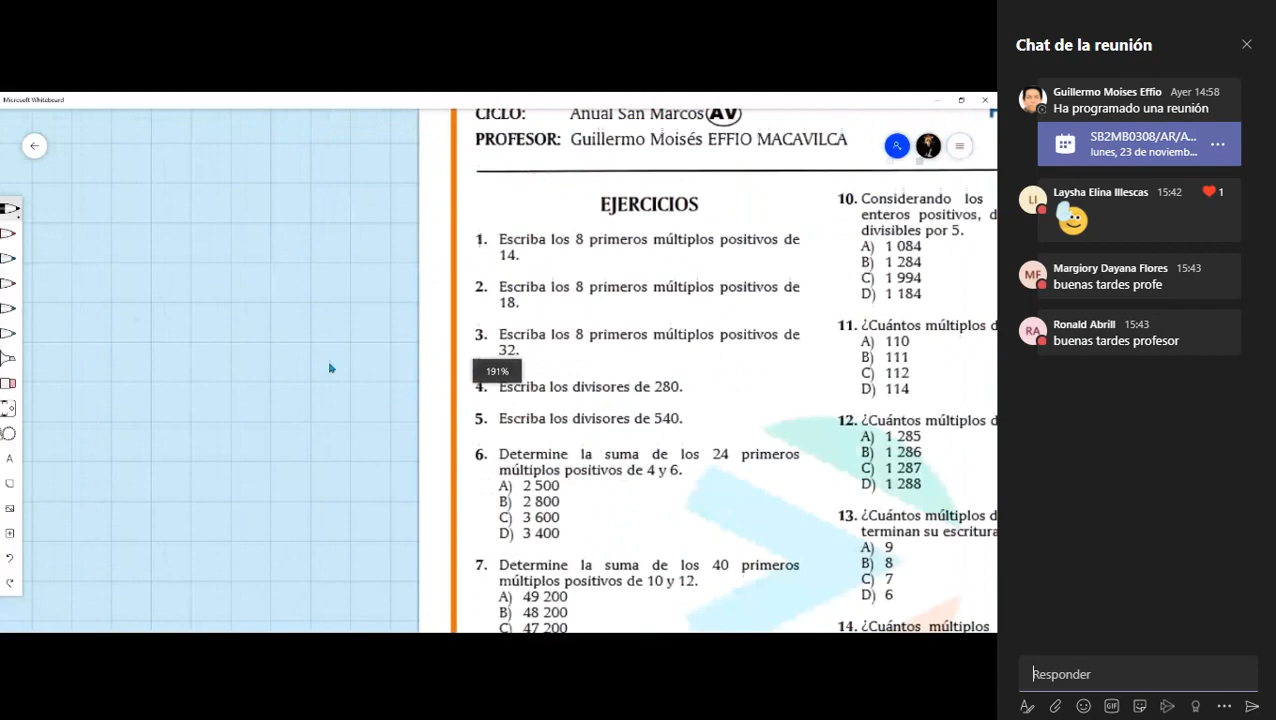 Microsoft Whiteboard
CICLO: Anual San Marcos AV
PROFESOR: Guillermo Moisés EFFIO MACAVILCA
EJERCICIOS
1. Escriba los 8 primeros múltiplos positivos de
14.
2. Escriba los 8 primeros múltiplos positivos de
18.
3. Escriba los 8 primeros múltiplos positivos de
32.
191%
4. Escriba los divisores de 280.
5. Escriba los divisores de 540.
6. Determine la suma de los 24 primeros
múltiplos positivos de 4 y 6.
A) 2 500
B) 2 800
C) 3 600
D) 3 400
7. Determine la suma de los 40 primeros
múltiplos positivos de 10 y 12.
A) 49 200
B) 48 200
C) 47 200
10. Considerando los
enteros positivos, d
divisibles por 5.
A) 1 084
B) 1 284
C) 1 994
D) 1 184
11. ¿Cuántos múltiplos d
A) 110
B) 111
C) 112
D) 114
12. ¿Cuántos múltiplos d
A) 1 285
B) 1 286
C) 1 287
D) 1 288
13. ¿Cuántos múltiplos d
terminan su escritura
A) 9
B) 8
C) 7
D) 6
14. ¿Cuántos múltiplos
Chat de la reunión
Guillermo Moises Effio Ayer 14:58
Ha programado una reunión
SB2MB0308/AR/A...
lunes, 23 de noviemb...
Laysha Elina Illescas 15:42 1
LI
MF
Margiory Dayana Flores 15:43
buenas tardes profe
RA
Ronald Abrill 15:43
buenas tardes profesor
Responder
GIF